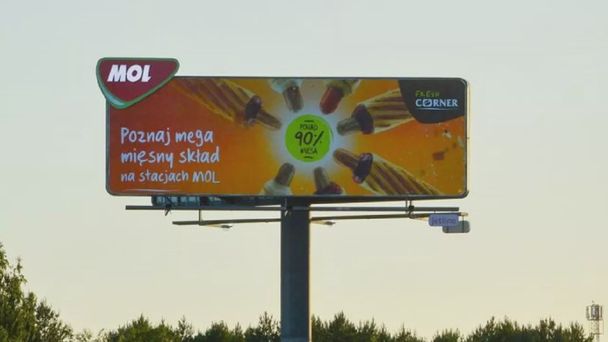 MOL
FRESH
CORNER
Poznaj mega
mięsny skład
na stacjach MOL
PONAD
90%
MIĘSA